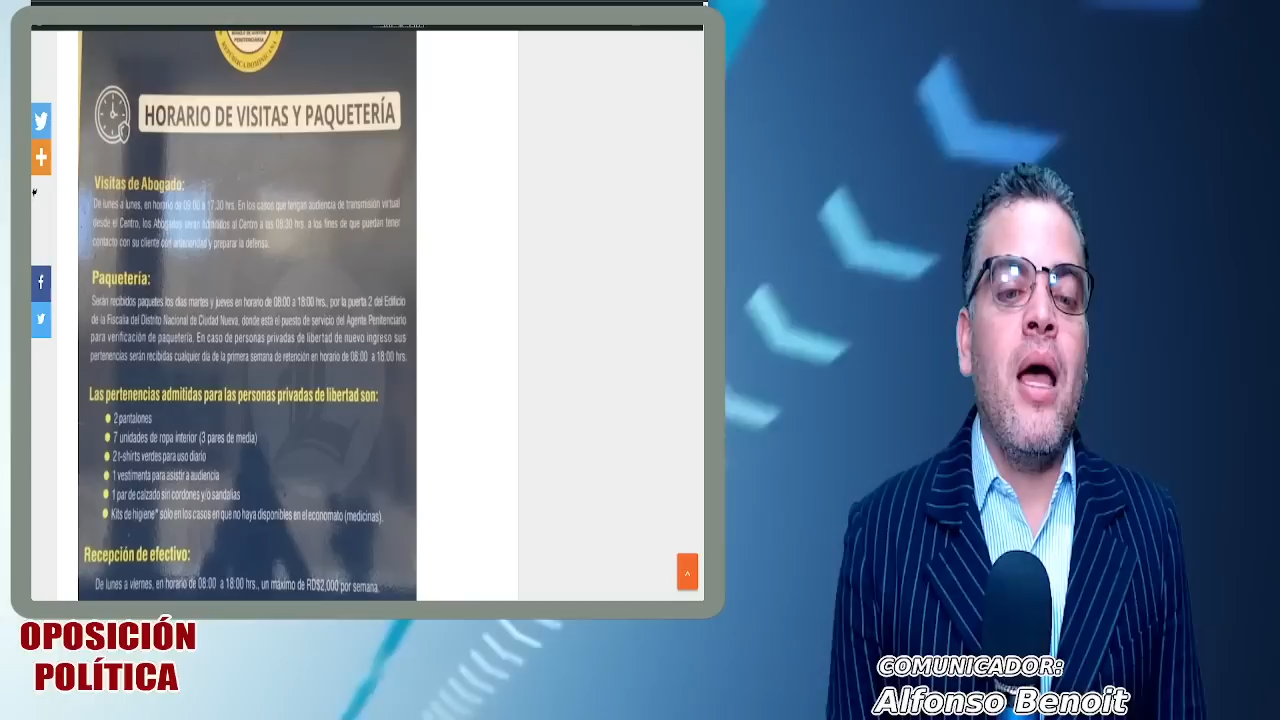 PENITENCIARIA
REPÚBLICA DOMINICANA
HORARIO DE VISITAS Y PAQUETERÍA
Visitas de Abogado:
De lunes a lunes, en horario de 09:00 a 17:30 hrs. En los casos que tengan audiencia de transmisión virtual
desde el Centro, los Abogados serán admitidos al Centro a las 08:30 hrs. a los fines de que puedan tener
contacto con su cliente con anterioridad y preparar la defensa.
Paquetería:
Serán recibidos paquetes los días martes y jueves en horario de 08:00 a 18:00 hrs., por la puerta 2 del Edificio
de la Fiscalía del Distrito Nacional de Ciudad Nueva, donde está el puesto de servicio del Agente Penitenciario
para verificación de paquetería. En caso de personas privadas de libertad de nuevo ingreso sus
pertenencias serán recibidas cualquier día de la primera semana de retención en horario de 08:00 a 18:00 hrs.
Las pertenencias admitidas para las personas privadas de libertad son:
2 pantalones
7 unidades de ropa interior (3 pares de media)
2 t-shirts verdes para uso diario
1 vestimenta para asistir a audiencia
1 par de calzado sin cordones y/o sandalias
Kits de higiene* sólo en los casos en que no haya disponibles en el economato (medicinas).
Recepción de efectivo:
De lunes a viernes, en horario de 08:00 a 18:00 hrs., un máximo de RD$2,000 por semana.
OPOSICIÓN
POLÍTICA
COMUNICADOR:
Alfonso Benoit